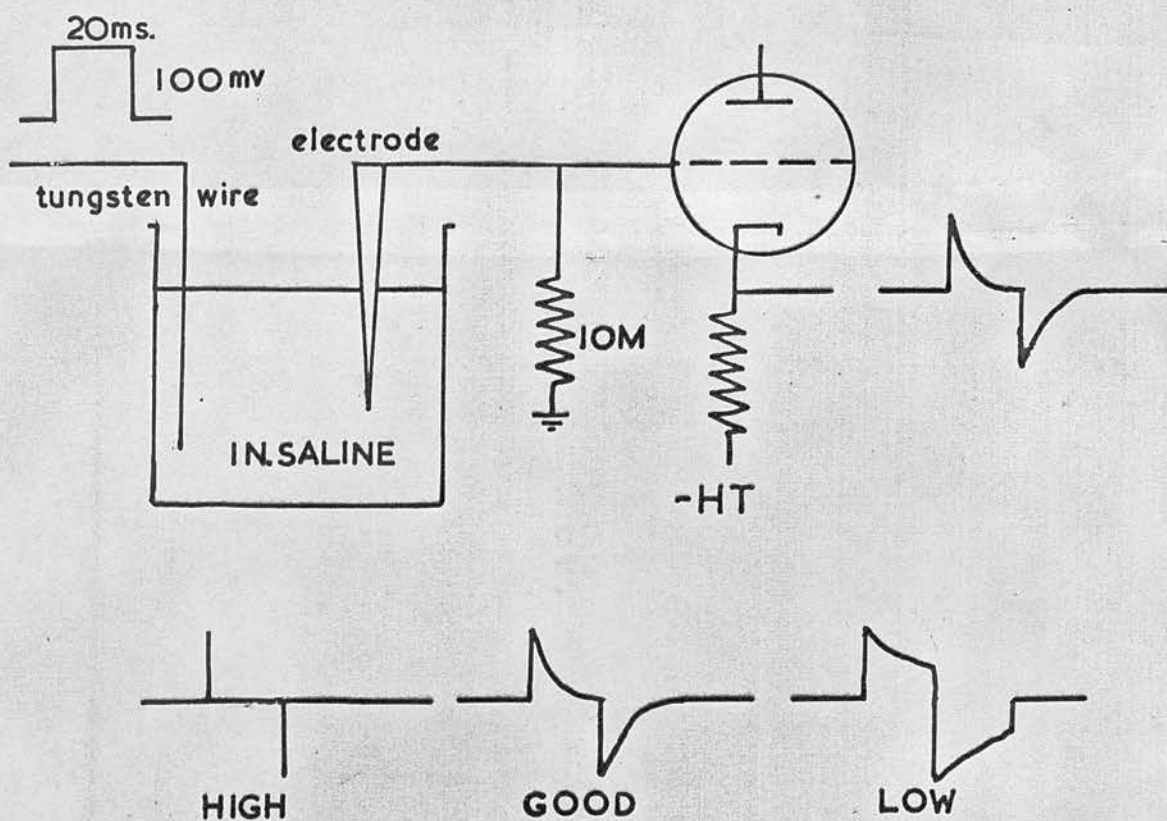 20ms.
100mv
electrode
tungsten wire
10M
IN.SALINE
-HT
HIGH
GOOD
LOW